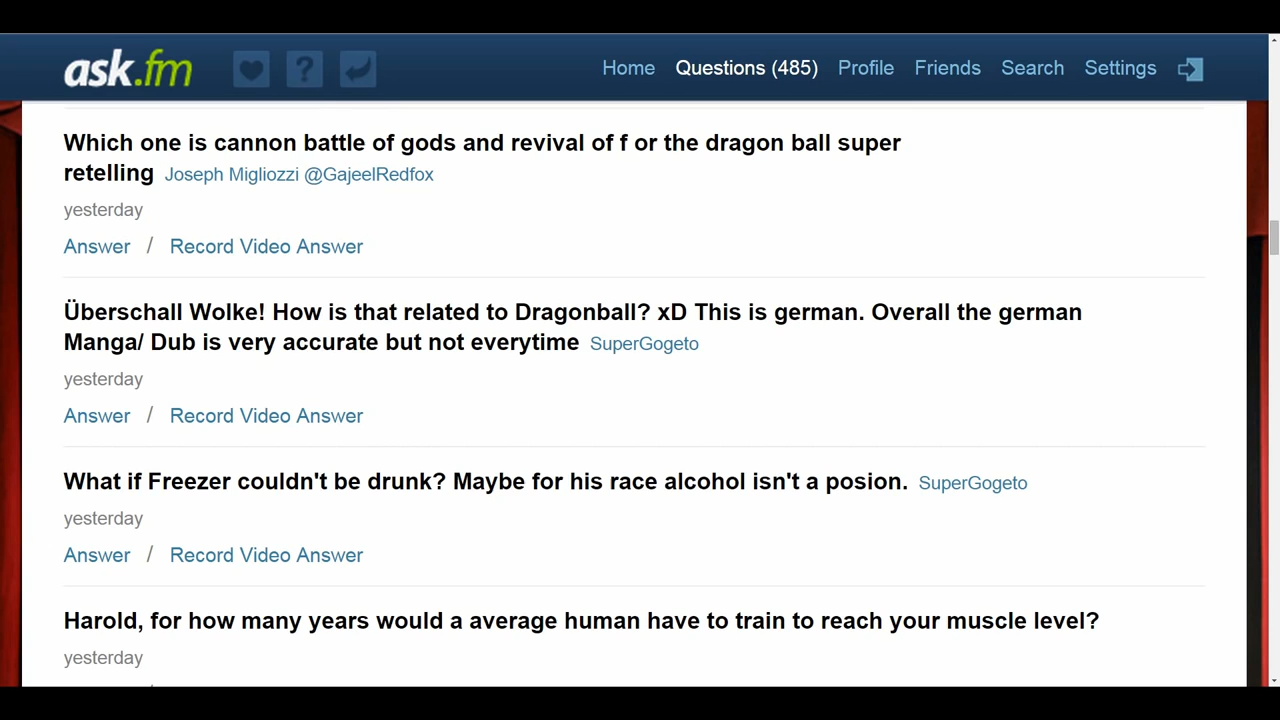 ask.fm Home Questions (485) Profile Friends Search Settings
Which one is cannon battle of gods and revival of f or the dragon ball super
retelling Joseph Migliozzi @GajeelRedfox
yesterday
Answer / Record Video Answer
Überschall Wolke! How is that related to Dragonball? xD This is german. Overall the german
Manga/ Dub is very accurate but not everytime SuperGogeto
yesterday
Answer / Record Video Answer
What if Freezer couldn't be drunk? Maybe for his race alcohol isn't a posion. SuperGogeto
yesterday
Answer / Record Video Answer
Harold, for how many years would a average human have to train to reach your muscle level?
yesterday